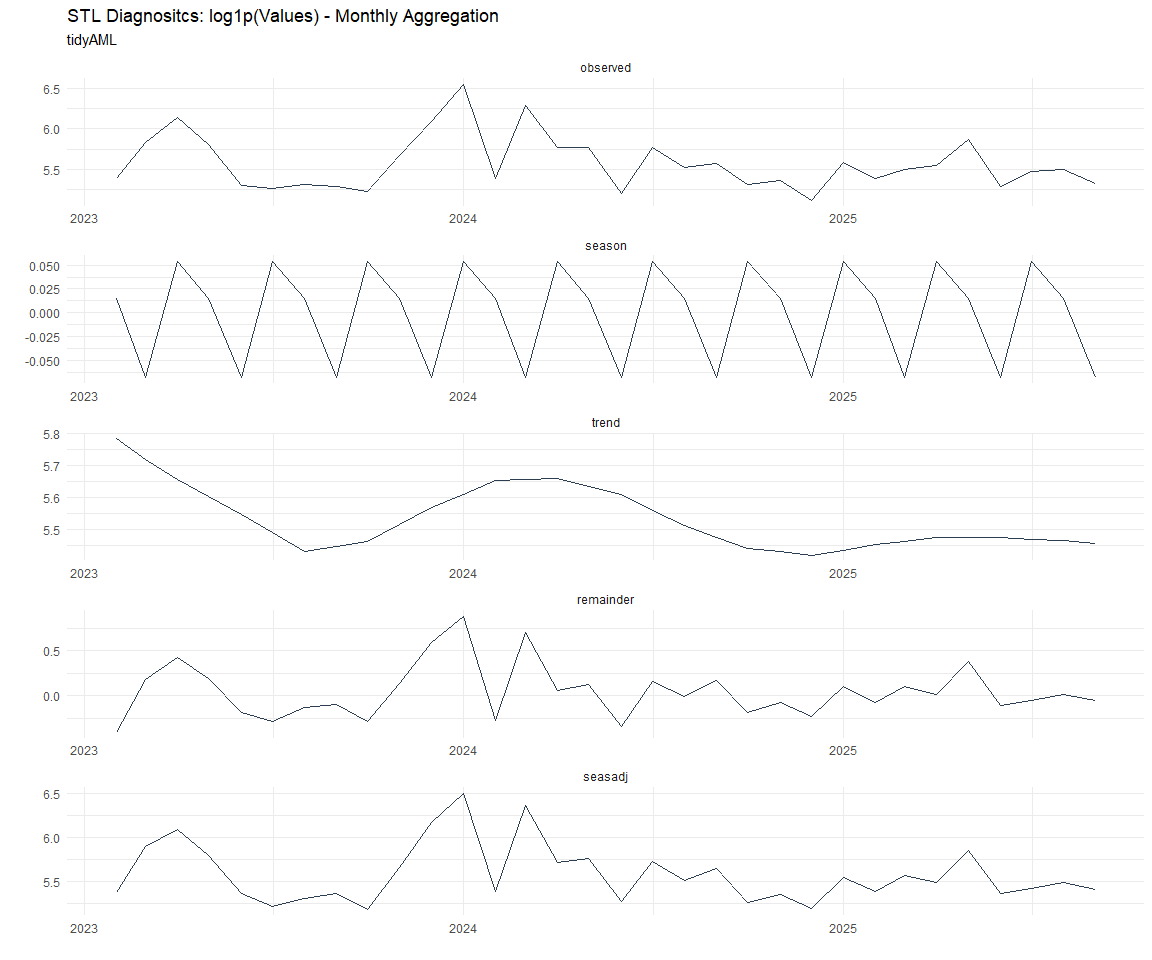 STL Diagnositcs: log1p(Values) - Monthly Aggregation
tidyAML
observed
6.5
6.0
5.5
2023 2024 2025
season
0.050
0.025
0.000
-0.025
-0.050
2023 2024 2025
trend
5.8
5.7
5.6
5.5
2023 2024 2025
remainder
0.5
0.0
2023 2024 2025
seasadj
6.5
6.0
5.5
2023 2024 2025